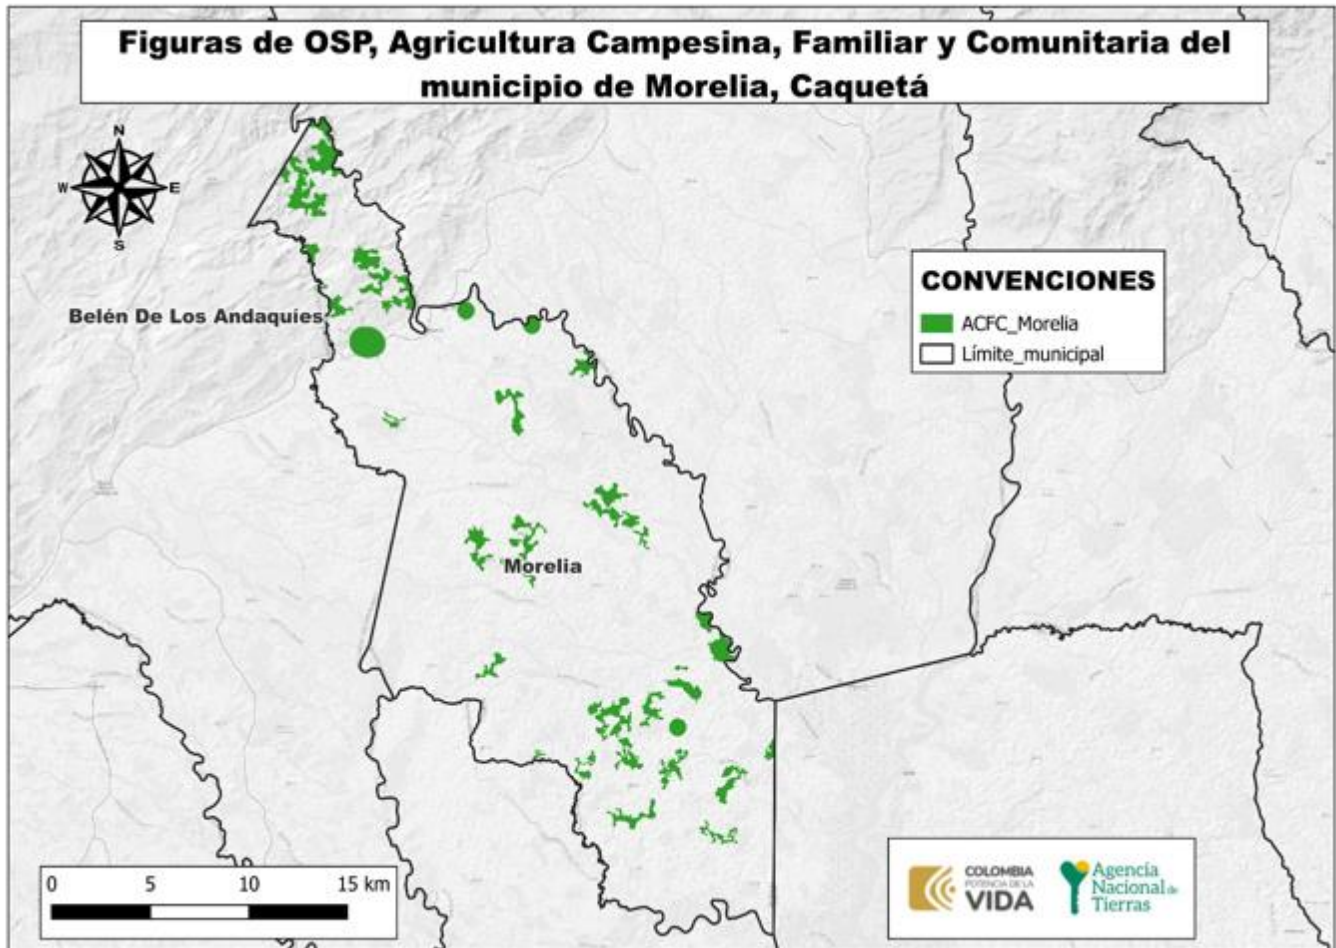 Figuras de OSP, Agricultura Campesina, Familiar y Comunitaria del
municipio de Morelia, Caquetá
N
W
E
S
CONVENCIONES
ACFC_Morelia
Límite_municipal
Belén De Los Andaquies
Morelia
0 5 10 15 km
COLOMBIA
POTENCIA DE LA
VIDA
Agencia
Nacional de
Tierras